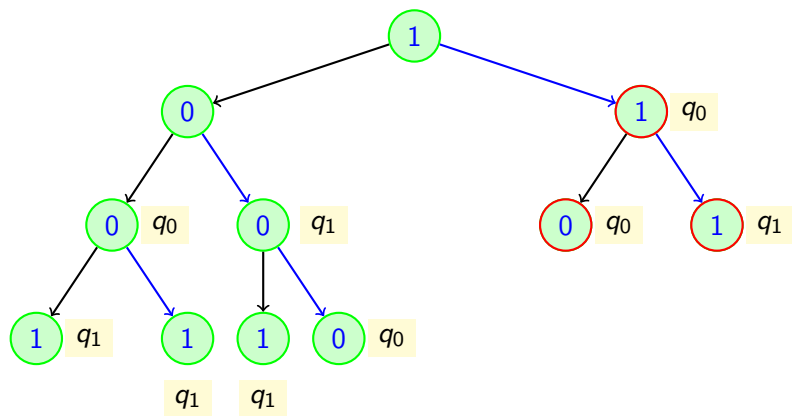 1
0
1 q₀
0 q₀ 0 q₁ 0 q₀ 1 q₁
1 q₁ 1 1 0 q₀
q₁ q₁